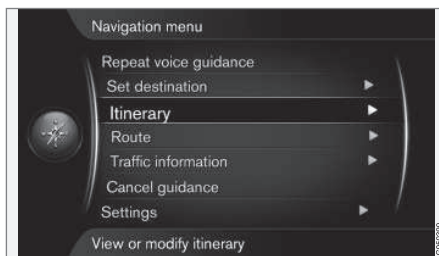 Navigation menu
Repeat voice guidance
Set destination
Itinerary
Route
Traffic information
Cancel guidance
Settings
View or modify itinerary